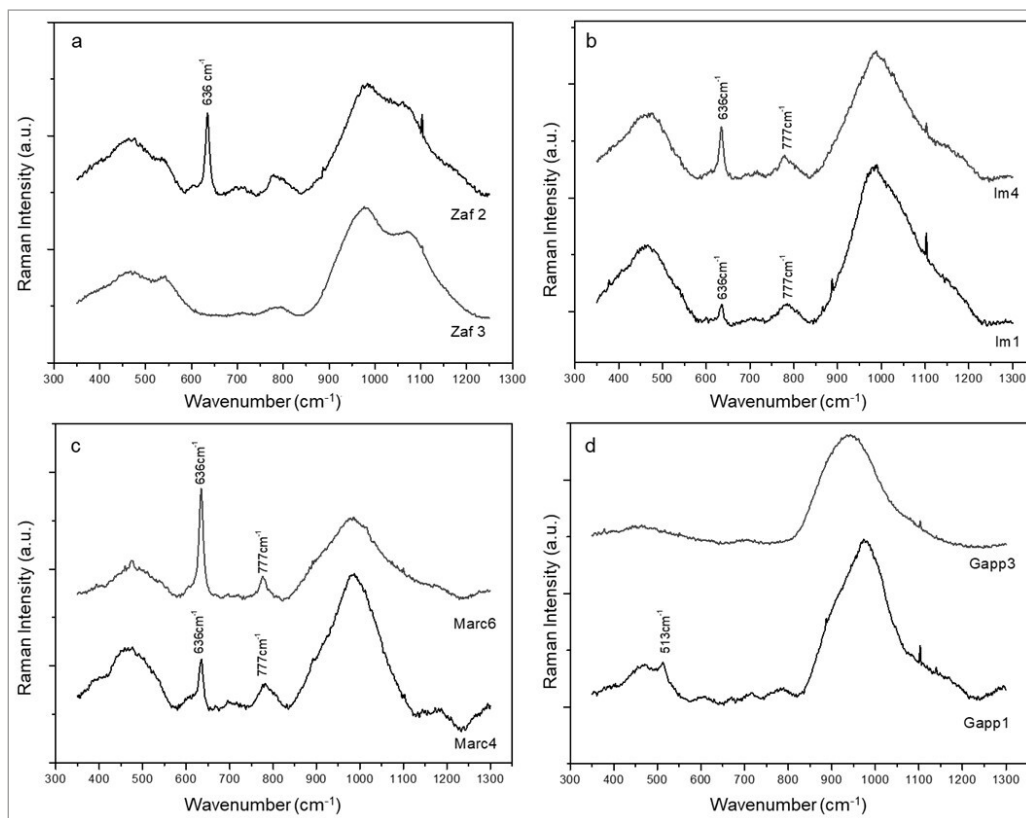 a
636 cm-1
Zaf 2
Zaf 3
Raman Intensity (a.u.)
300 400 500 600 700 800 900 1000 1100 1200 1300
Wavenumber (cm-1)
b
636cm-1
777cm-1
Im4
636cm-1
777cm-1
Im1
Raman Intensity (a.u.)
300 400 500 600 700 800 900 1000 1100 1200 1300
Wavenumber (cm-1)
c
636cm-1
777cm-1
Marc6
636cm-1
777cm-1
Marc4
Raman Intensity (a.u.)
300 400 500 600 700 800 900 1000 1100 1200 1300
Wavenumber (cm-1)
d
Gapp3
513cm-1
Gapp1
Raman Intensity (a.u.)
300 400 500 600 700 800 900 1000 1100 1200 1300
Wavenumber (cm-1)